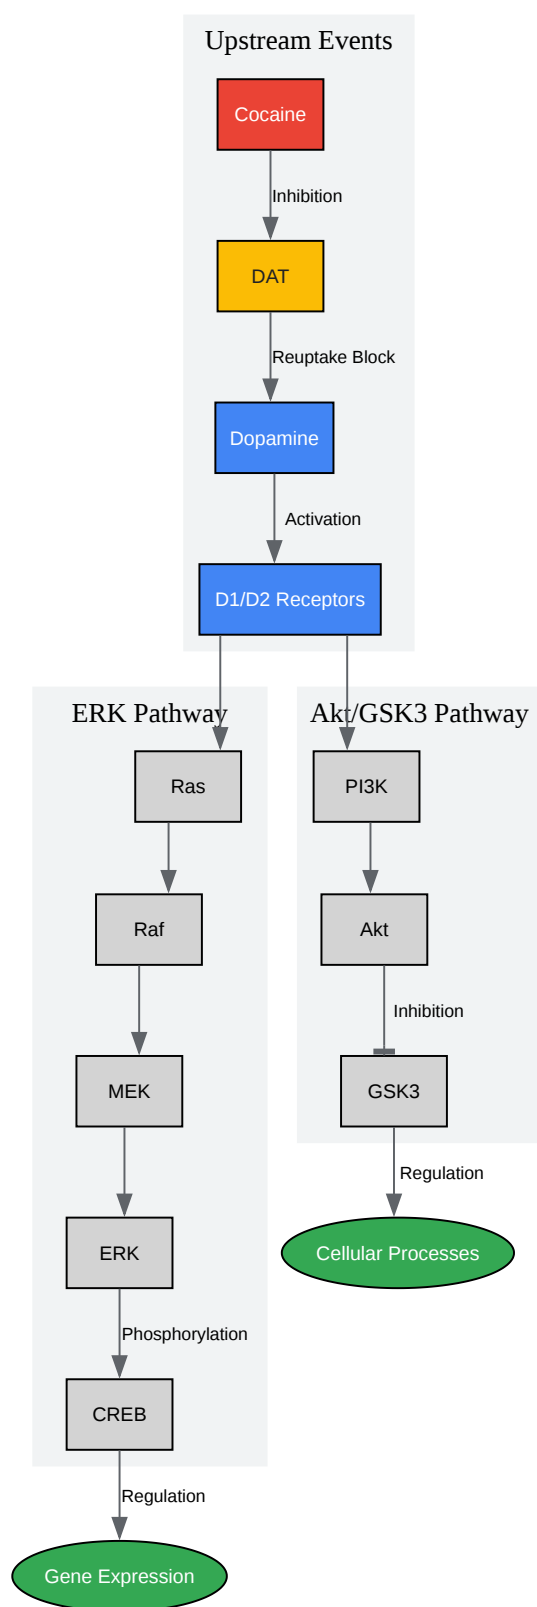 Upstream Events
Cocaine
Inhibition
DAT
Reuptake Block
Dopamine
Activation
D1/D2 Receptors
ERK Pathway
Ras
Raf
MEK
ERK
Phosphorylation
CREB
Regulation
Gene Expression
Akt/GSK3 Pathway
PI3K
Akt
Inhibition
GSK3
Regulation
Cellular Processes